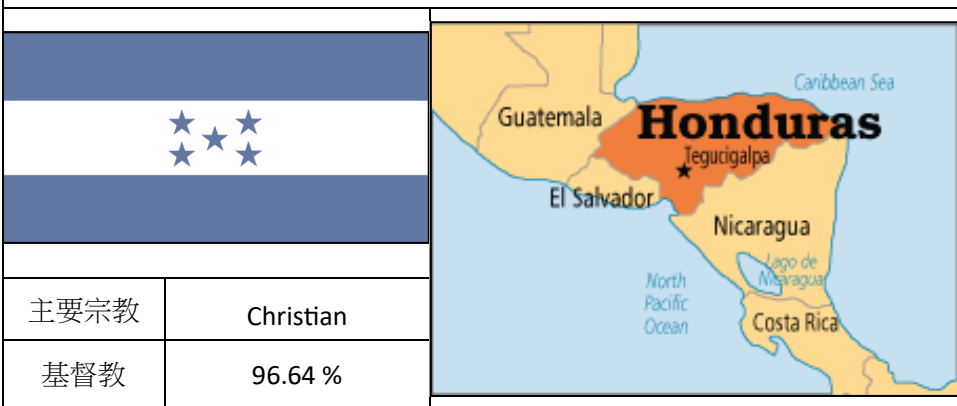 主要宗教 Christian
基督教 96.64 %
Caribbean Sea
Guatemala
Honduras
Tegucigalpa
El Salvador
Nicaragua
Lago de
Nicaragua
North
Pacific
Ocean
Costa Rica